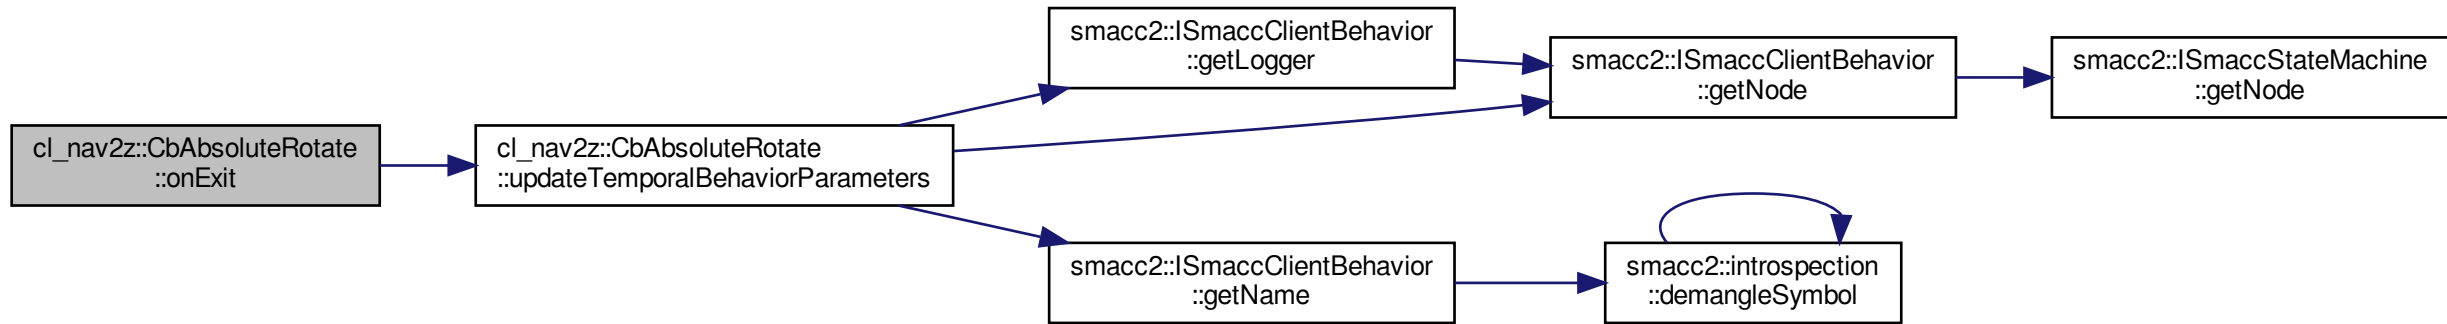 cl_nav2z::CbAbsoluteRotate
::onExit
cl_nav2z::CbAbsoluteRotate
::updateTemporalBehaviorParameters
smacc2::ISmaccClientBehavior
::getLogger
smacc2::ISmaccClientBehavior
::getNode
smacc2::ISmaccStateMachine
::getNode
smacc2::ISmaccClientBehavior
::getName
smacc2::introspection
::demangleSymbol